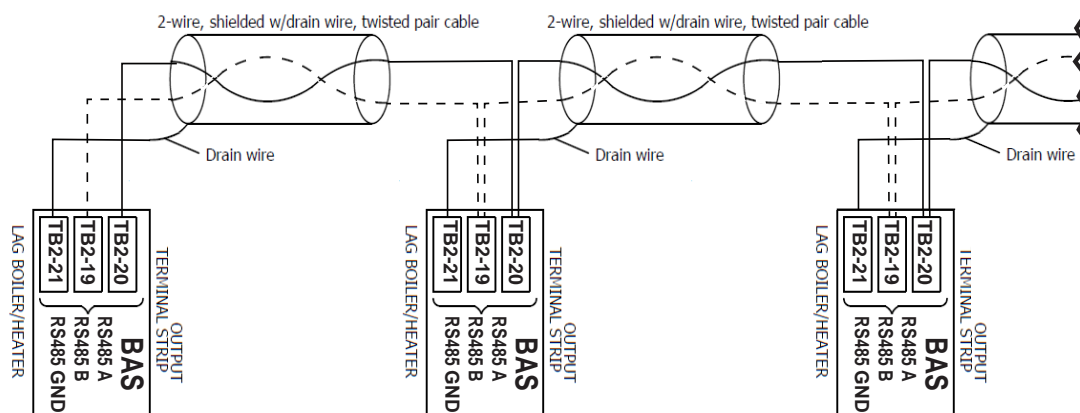 2-wire, shielded w/drain wire, twisted pair cable
2-wire, shielded w/drain wire, twisted pair cable
Drain wire
Drain wire
Drain wire
LAG BOILER/HEATER
TB2-21
TB2-19
TB2-20
RS485 GND
RS485 B
RS485 A
BAS
OUTPUT
TERMINAL STRIP
LAG BOILER/HEATER
TB2-21
TB2-19
TB2-20
RS485 GND
RS485 B
RS485 A
BAS
OUTPUT
TERMINAL STRIP
LAG BOILER/HEATER
TB2-21
TB2-19
TB2-20
RS485 GND
RS485 B
RS485 A
BAS
OUTPUT
TERMINAL STRIP